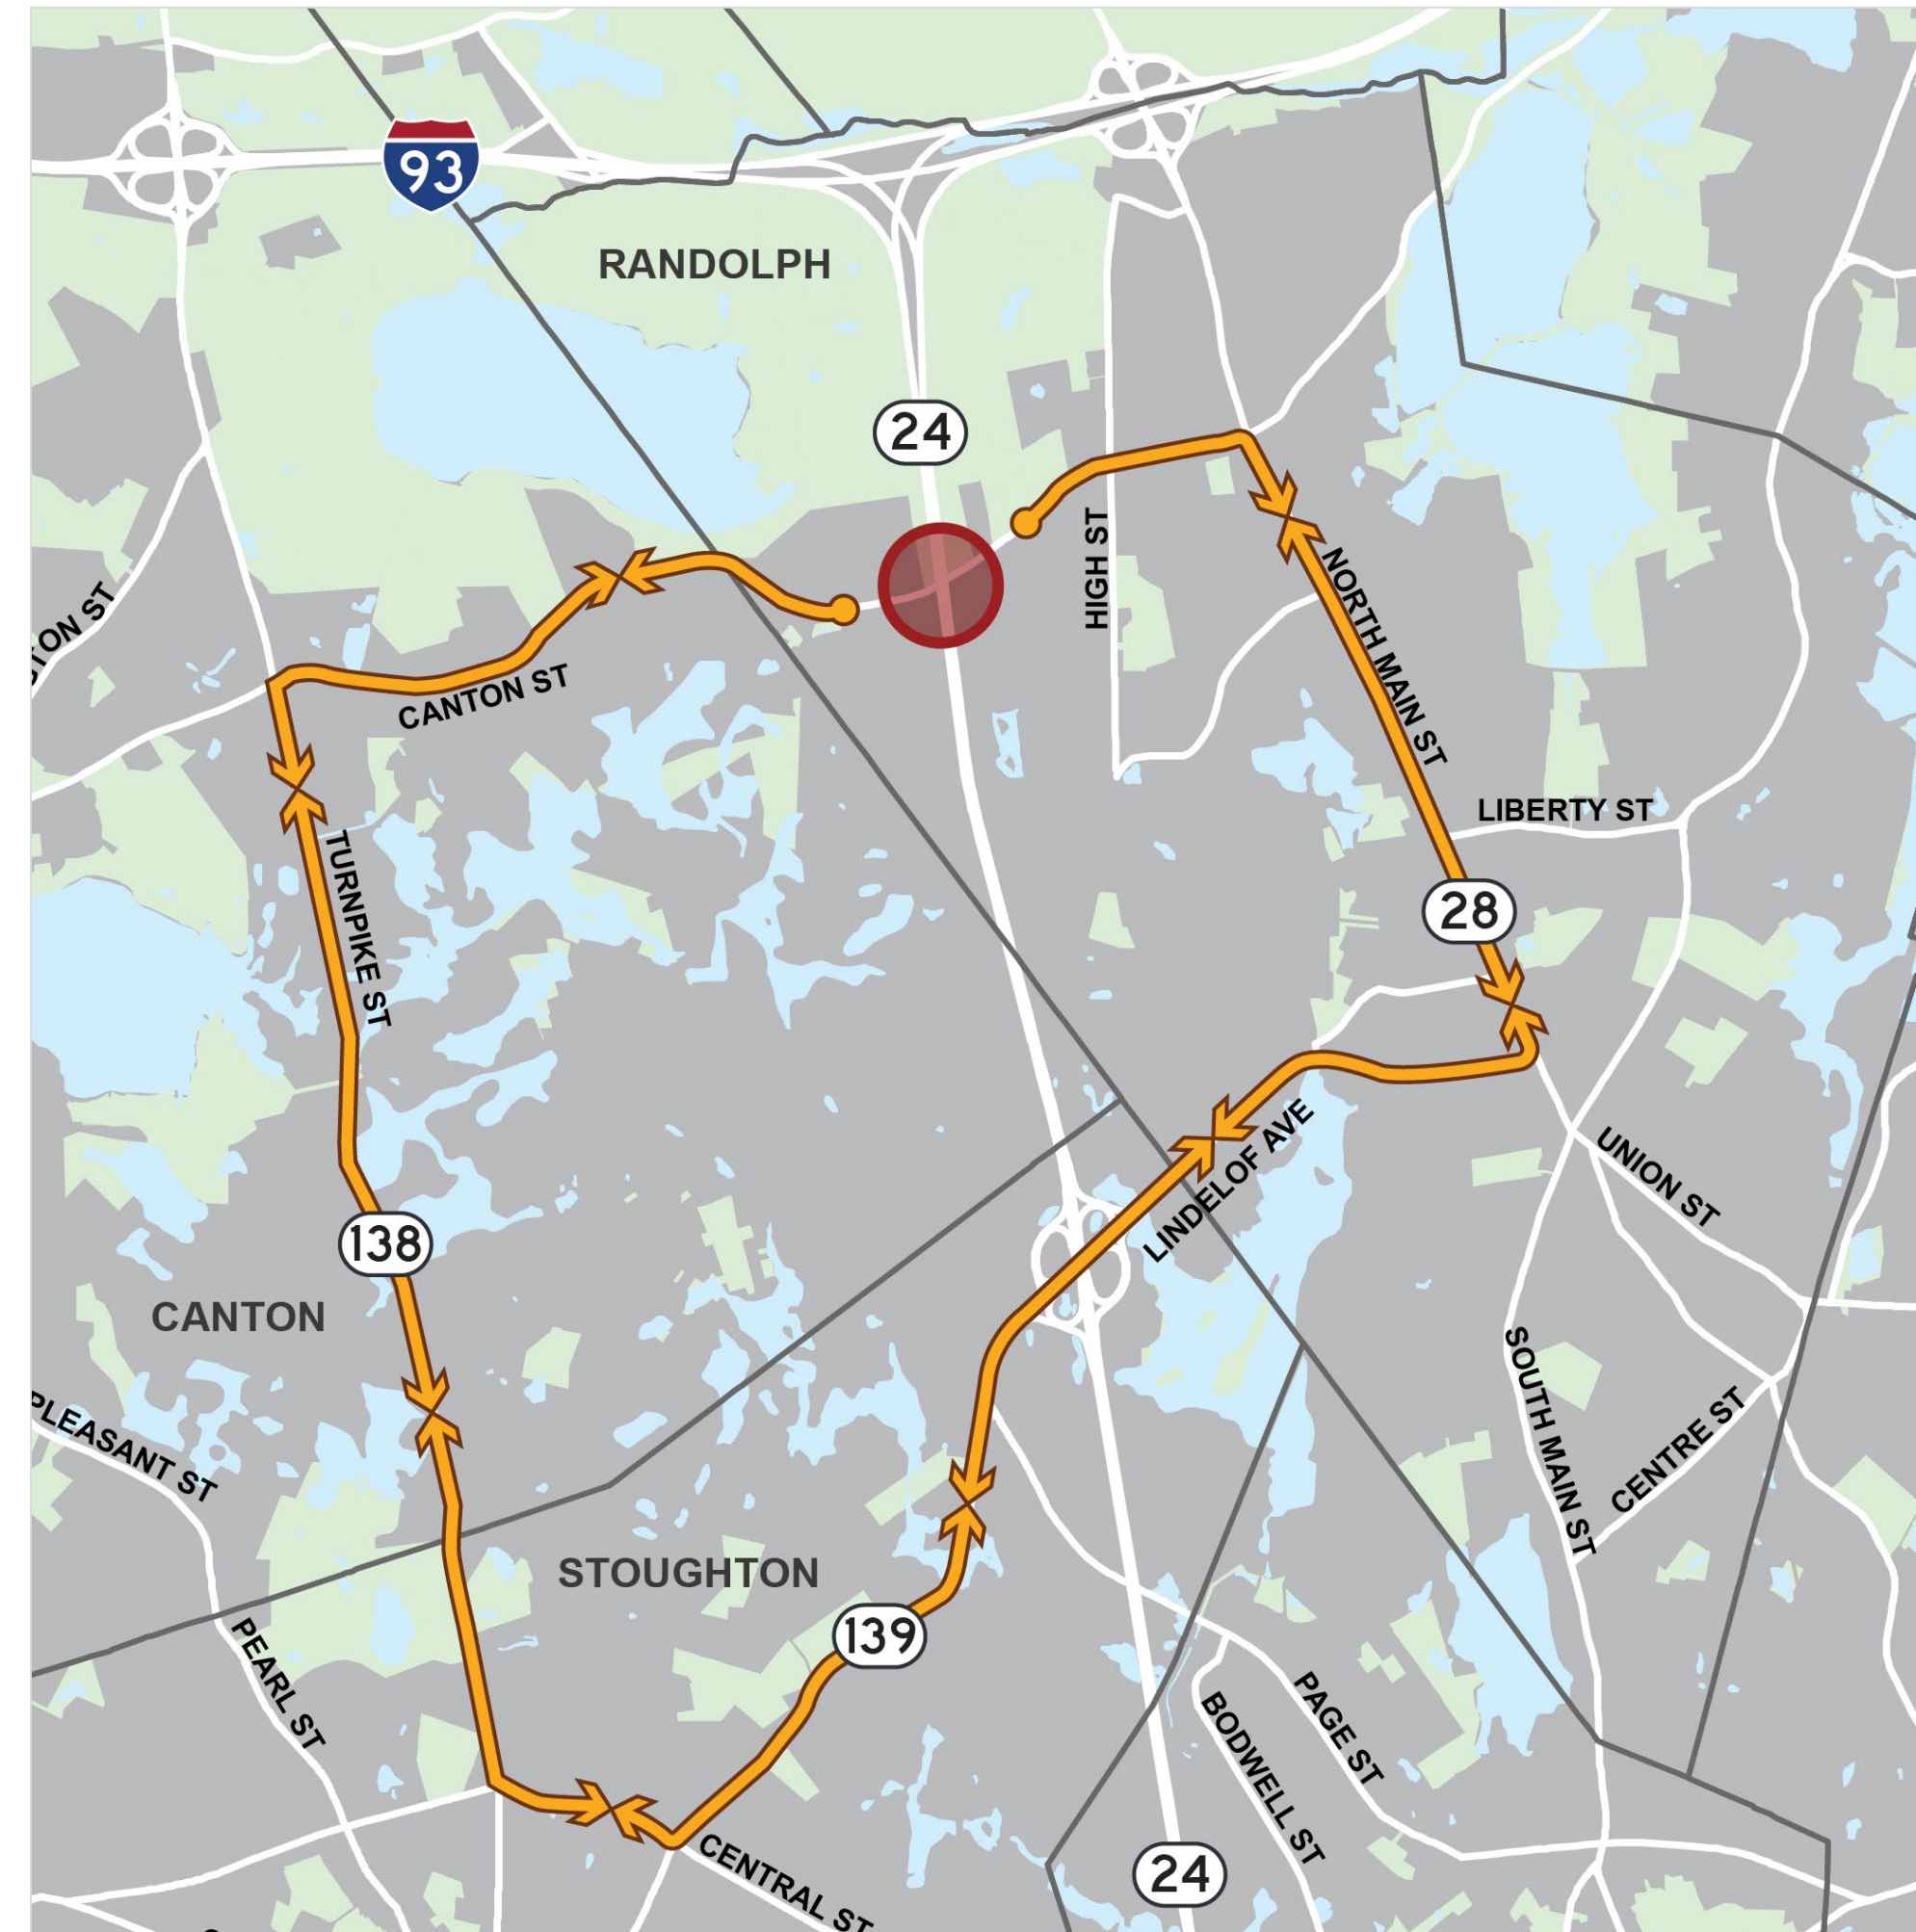 93
RANDOLPH
24
HIGH ST
NORTH MAIN ST
CANTON ST
TON ST
LIBERTY ST
TURNPIKE ST
28
LINDELOF AVE
UNION ST
138
CANTON
PLEASANT ST
SOUTH MAIN ST
CENTRE ST
STOUGHTON
139
PEARL ST
PAGE ST
BODWELL ST
CENTRAL ST
24